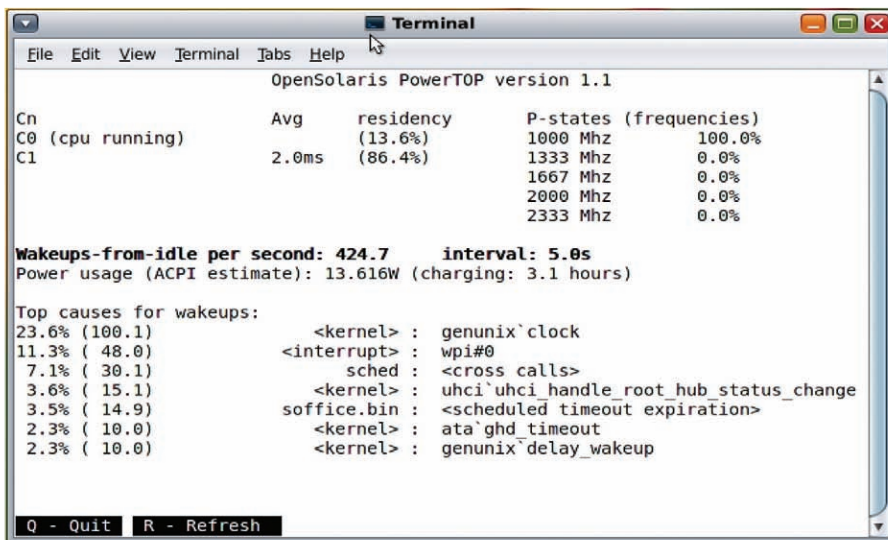 Terminal
File Edit View Terminal Tabs Help
OpenSolaris PowerTOP version 1.1
Cn Avg residency P-states (frequencies)
C0 (cpu running) (13.6%) 1000 Mhz 100.0%
C1 2.0ms (86.4%) 1333 Mhz 0.0%
1667 Mhz 0.0%
2000 Mhz 0.0%
2333 Mhz 0.0%
Wakeups-from-idle per second: 424.7 interval: 5.0s
Power usage (ACPI estimate): 13.616W (charging: 3.1 hours)
Top causes for wakeups:
23.6% (100.1) <kernel> : genunix`clock
11.3% ( 48.0) <interrupt> : wpi#0
7.1% ( 30.1) sched : <cross calls>
3.6% ( 15.1) <kernel> : uhci`uhci_handle_root_hub_status_change
3.5% ( 14.9) soffice.bin : <scheduled timeout expiration>
2.3% ( 10.0) <kernel> : ata`ghd_timeout
2.3% ( 10.0) <kernel> : genunix`delay_wakeup
Q - Quit R - Refresh